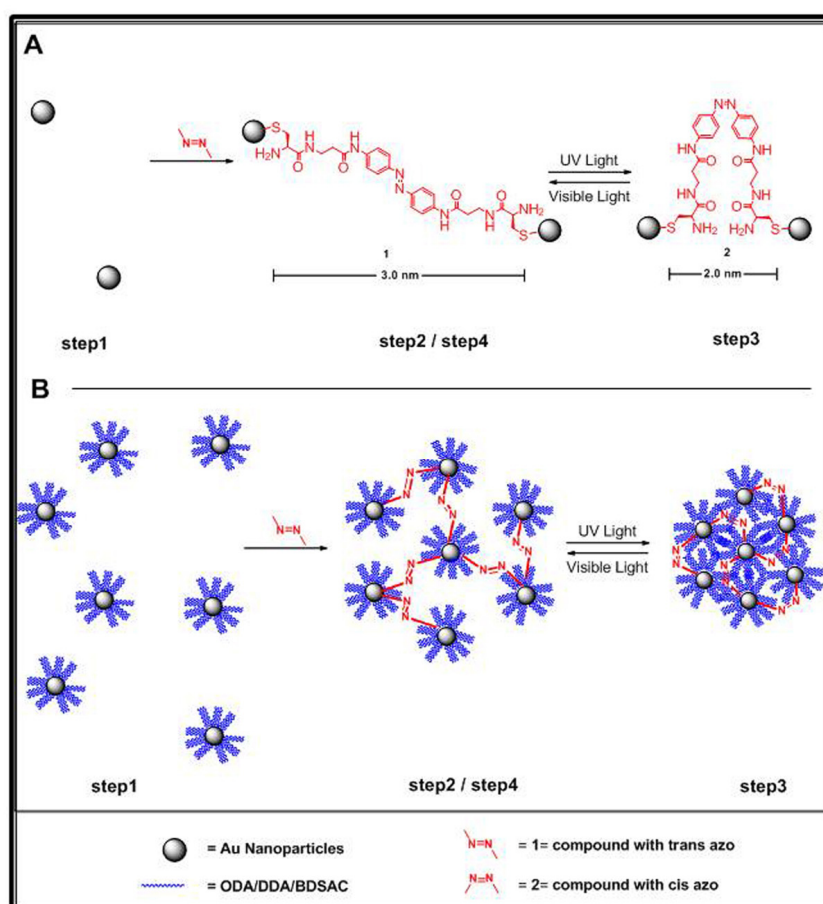 A
N=N
S
H2N
O
H
N
O
N
H
N
N
H
N
O
N
H
O
NH2
S
1
3.0 nm
UV Light
Visible Light
N=N
NH
HN
O
O
NH
HN
O
O
S
NH2
H2N
S
2
2.0 nm
step1
step2 / step4
step3
B
N=N
UV Light
Visible Light
step1
step2 / step4
step3
= Au Nanoparticles
N=N
= 1= compound with trans azo
= ODA/DDA/BDSAC
N=N
= 2= compound with cis azo